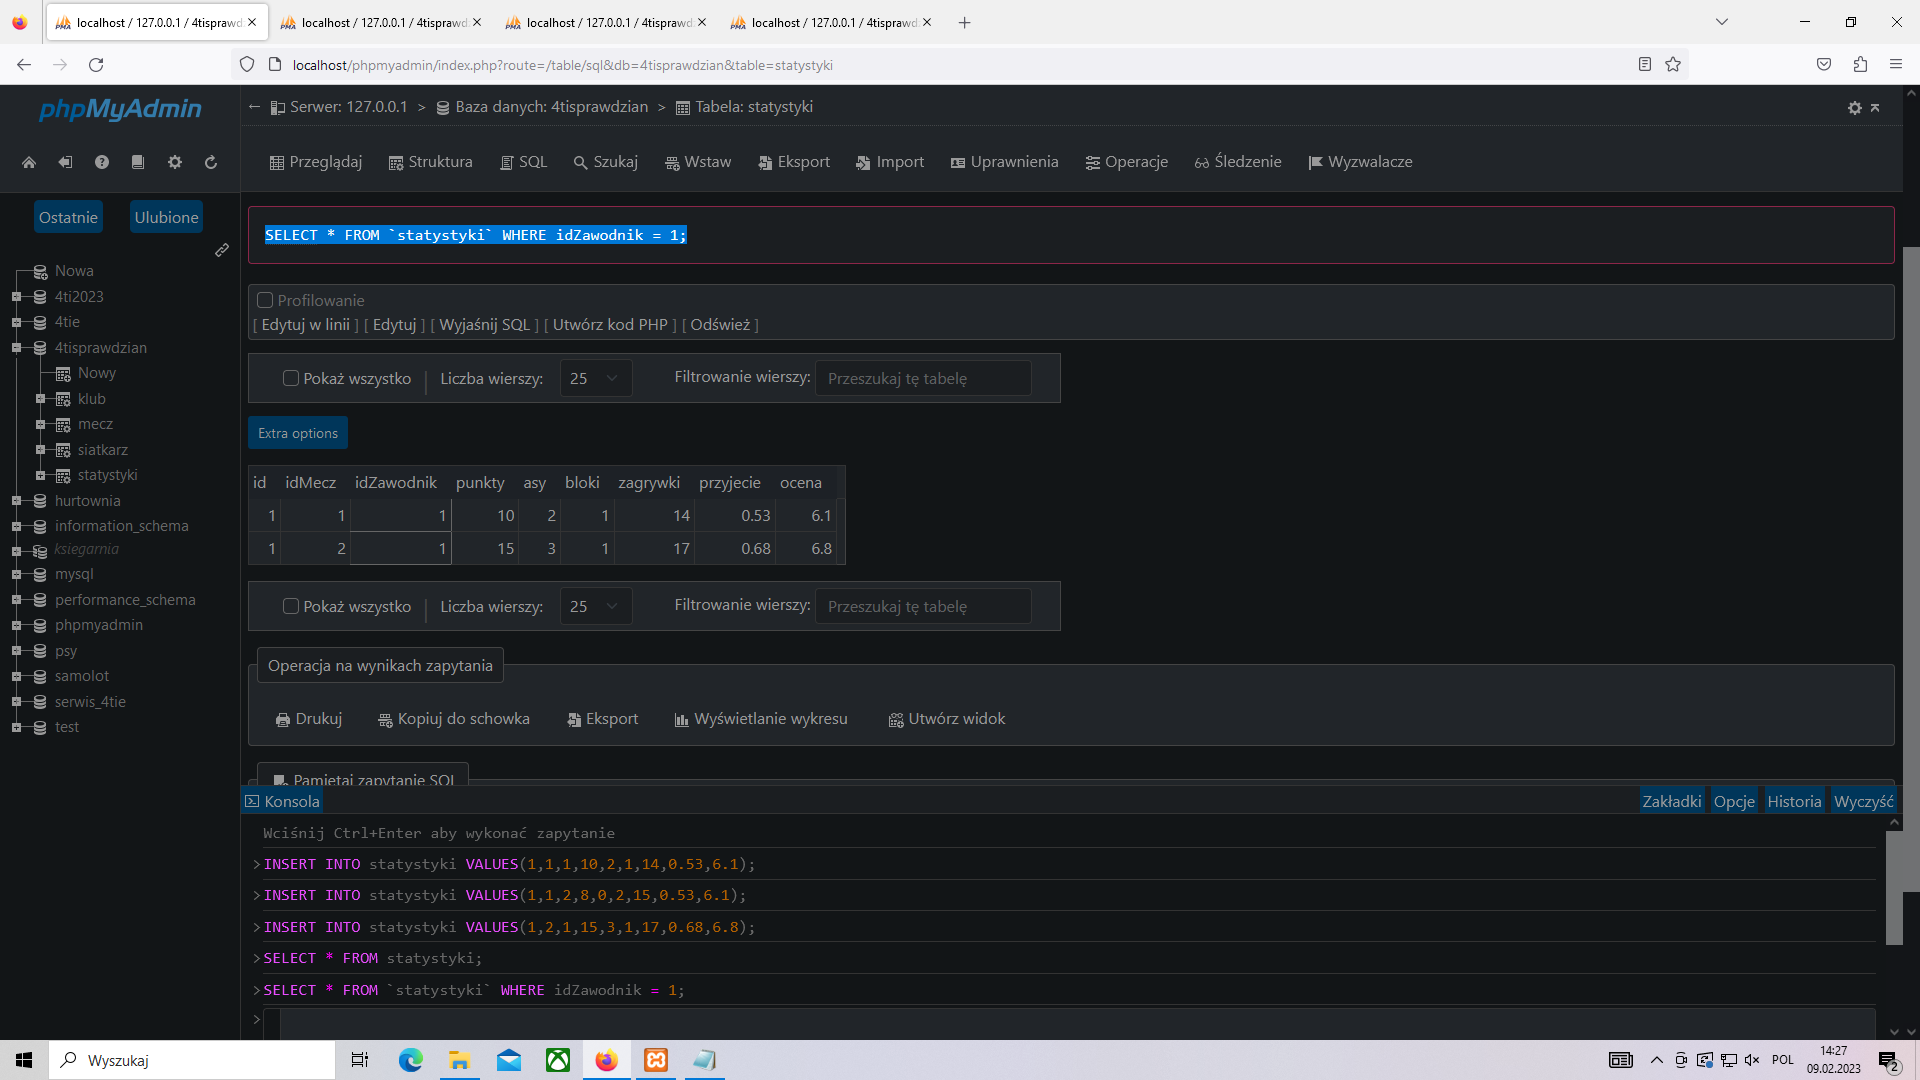 localhost / 127.0.0.1 / 4tisprawd
localhost / 127.0.0.1 / 4tisprawd
localhost / 127.0.0.1 / 4tisprawd
localhost / 127.0.0.1 / 4tisprawd
localhost/phpmyadmin/index.php?route=/table/sql&db=4tisprawdzian&table=statystyki
phpMyAdmin
Ostatnie Ulubione
Nowa
4ti2023
4tie
4tisprawdzian
Nowy
klub
mecz
siatkarz
statystyki
hurtownia
information_schema
ksiegarnia
mysql
performance_schema
phpmyadmin
psy
samolot
serwis_4tie
test
← Serwer: 127.0.0.1 > Baza danych: 4tisprawdzian > Tabela: statystyki
Przeglądaj Struktura SQL Szukaj Wstaw Eksport Import Uprawnienia Operacje Śledzenie Wyzwalacze
SELECT * FROM `statystyki` WHERE idZawodnik = 1;
Profilowanie
[ Edytuj w linii ] [ Edytuj ] [ Wyjaśnij SQL ] [ Utwórz kod PHP ] [ Odśwież ]
Pokaż wszystko | Liczba wierszy: 25 Filtrowanie wierszy: Przeszukaj tę tabelę
Extra options
id idMecz idZawodnik punkty asy bloki zagrywki przyjecie ocena
1 1 1 10 2 1 14 0.53 6.1
1 2 1 15 3 1 17 0.68 6.8
Pokaż wszystko | Liczba wierszy: 25 Filtrowanie wierszy: Przeszukaj tę tabelę
Operacja na wynikach zapytania
Drukuj Kopiuj do schowka Eksport Wyświetlanie wykresu Utwórz widok
Pamiętaj zapytanie SQL
Konsola Zakładki Opcje Historia Wyczyść
Wciśnij Ctrl+Enter aby wykonać zapytanie
>INSERT INTO statystyki VALUES(1,1,1,10,2,1,14,0.53,6.1);
>INSERT INTO statystyki VALUES(1,1,2,8,0,2,15,0.53,6.1);
>INSERT INTO statystyki VALUES(1,2,1,15,3,1,17,0.68,6.8);
>SELECT * FROM statystyki;
>SELECT * FROM `statystyki` WHERE idZawodnik = 1;
>
Wyszukaj
POL
14:27
09.02.2023
2